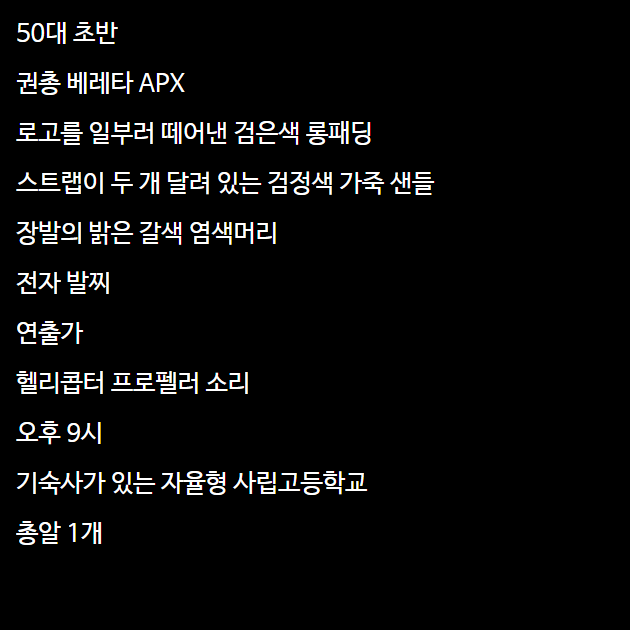 50대 초반
권총 베레타 APX
로고를 일부러 떼어낸 검은색 롱패딩
스트랩이 두 개 달려 있는 검정색 가죽 샌들
장발의 밝은 갈색 염색머리
전자 발찌
연출가
헬리콥터 프로펠러 소리
오후 9시
기숙사가 있는 자율형 사립고등학교
총알 1개